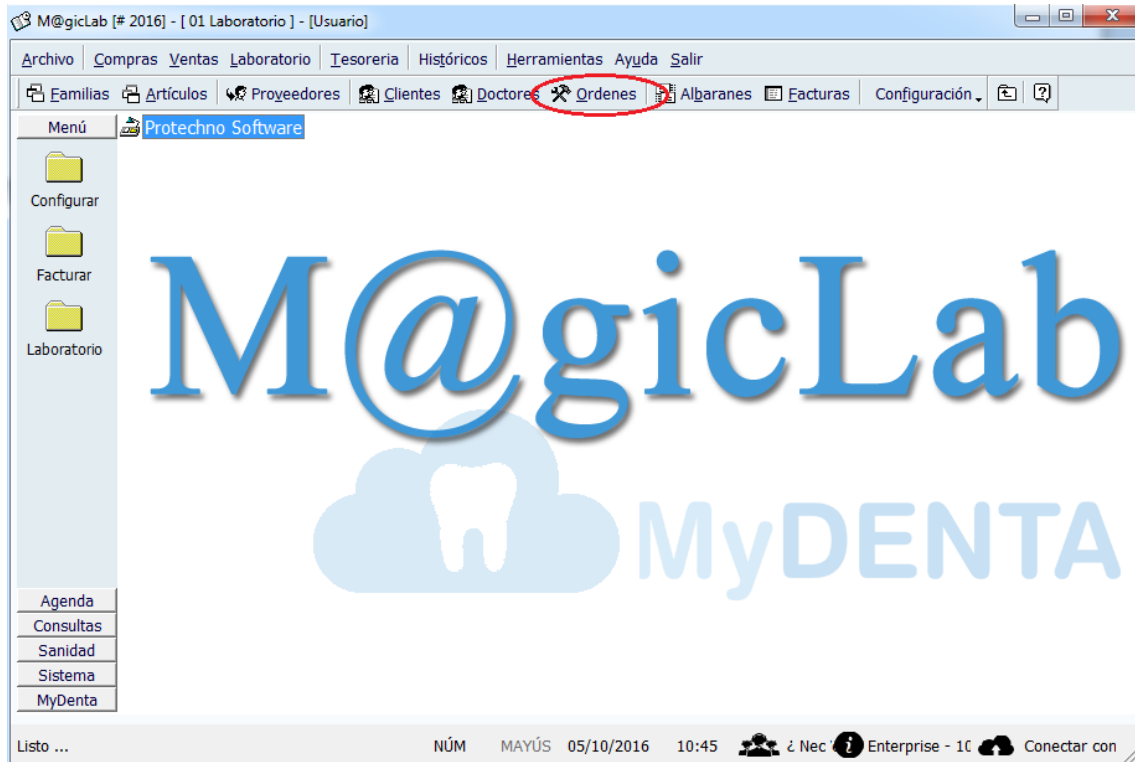 M@gicLab [# 2016] - [ 01 Laboratorio ] - [Usuario]
Archivo Compras Ventas Laboratorio Tesoreria Históricos Herramientas Ayuda Salir
Familias Artículos Proveedores Clientes Doctores Ordenes Albaranes Facturas Configuración
Menú Protechno Software
Configurar
Facturar
Laboratorio
M@gicLab
MyDENTA
Agenda
Consultas
Sanidad
Sistema
MyDenta
Listo ... NÚM MAYÚS 05/10/2016 10:45 ¿ Nec Enterprise - 10 Conectar con